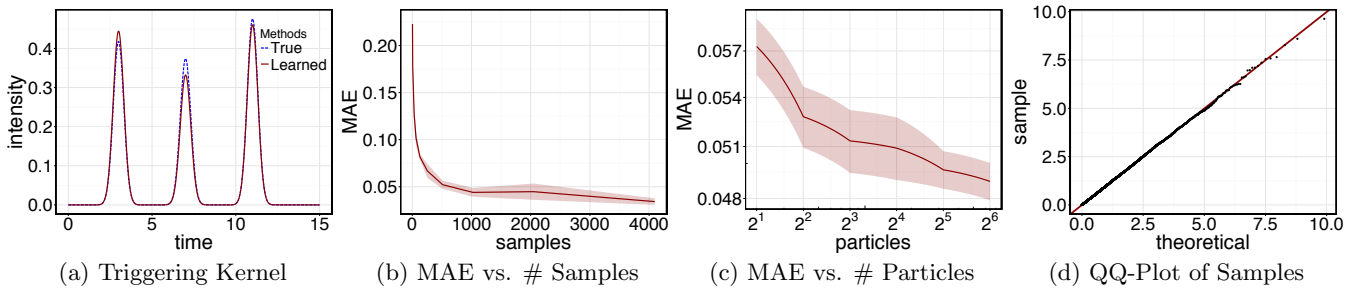 intensity
0.4
0.3
0.2
0.1
0.0
0
5
10
15
time
Methods
True
Learned
(a) Triggering Kernel
MAE
0.20
0.15
0.10
0.05
0
1000
2000
3000
4000
samples
(b) MAE vs. # Samples
MAE
0.057
0.054
0.051
0.048
2^1
2^2
2^3
2^4
2^5
2^6
particles
(c) MAE vs. # Particles
sample
10.0
7.5
5.0
2.5
0.0
0.0
2.5
5.0
7.5
10.0
theoretical
(d) QQ-Plot of Samples